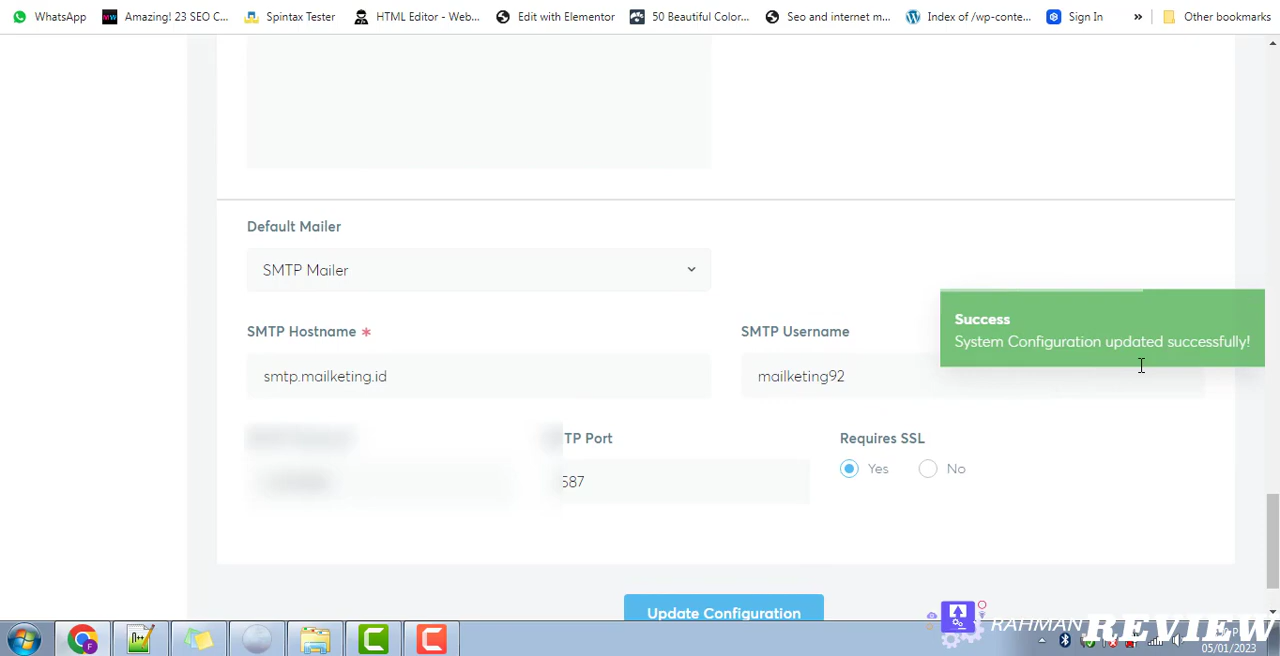 WhatsApp Amazing! 23 SEO C... Spintax Tester HTML Editor - Web... Edit with Elementor 50 Beautiful Color... Seo and internet m... Index of /wp-conte... Sign In » Other bookmarks
Default Mailer
SMTP Mailer
Success
System Configuration updated successfully!
SMTP Hostname *
SMTP Username
smtp.mailketing.id
mailketing92
TP Port
Requires SSL
587
Yes No
Update Configuration
RAHMAN REVIEW
05/01/2023